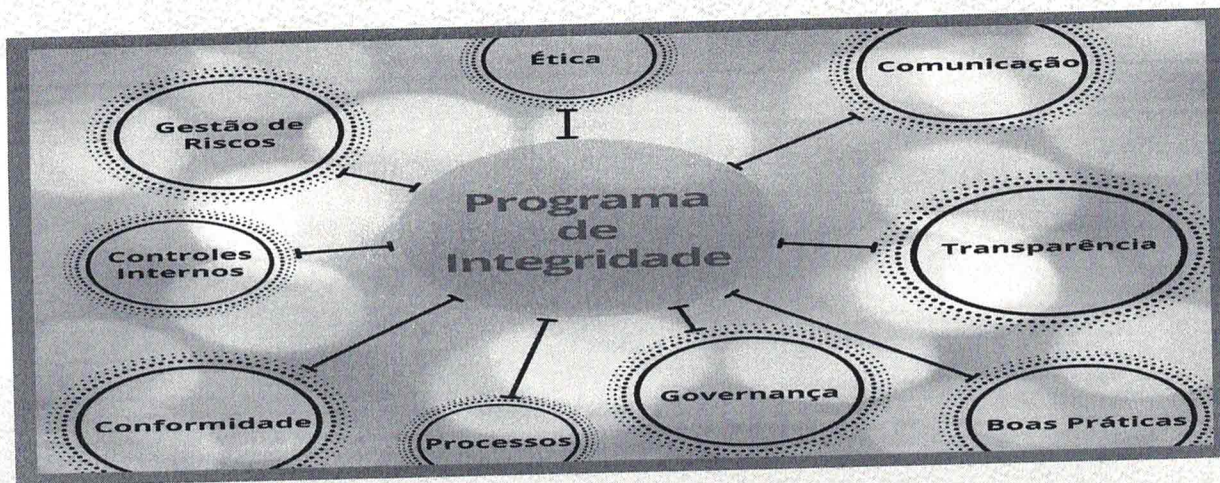 Ética
Comunicação
Gestão de
Riscos
Programa
de
Integridade
Controles
Internos
Transparência
Conformidade
Processos
Governança
Boas Práticas